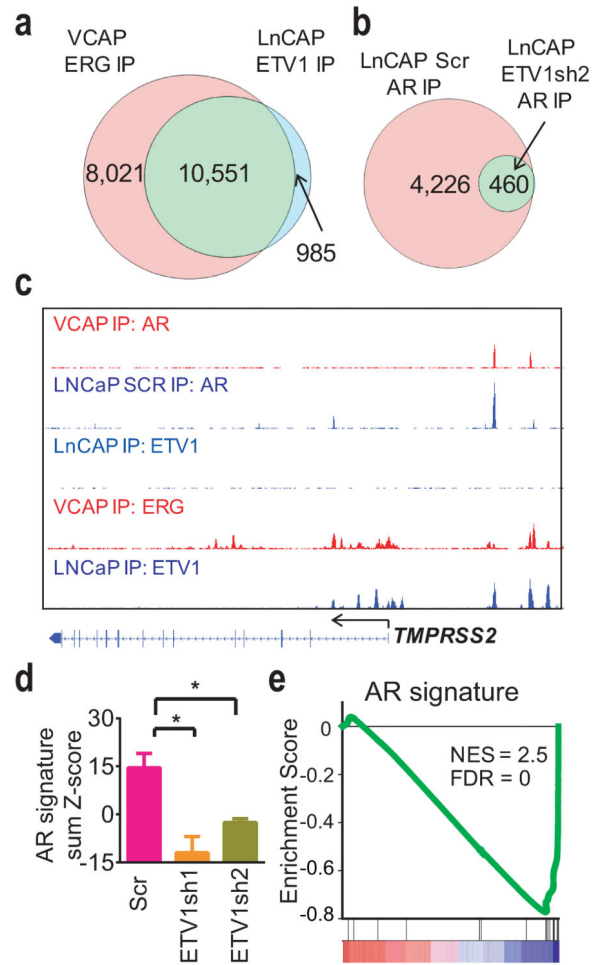 a
VCAP
ERG IP
LnCAP
ETV1 IP
8,021
10,551
985
b
LnCAP Scr
AR IP
LnCAP
ETV1sh2
AR IP
4,226
460
c
VCAP IP: AR
LNCaP SCR IP: AR
LnCAP IP: ETV1
VCAP IP: ERG
LNCaP IP: ETV1
TMPRSS2
d
AR signature
sum Z-score
30
15
0
-15
*
*
Scr
ETV1sh1
ETV1sh2
e
AR signature
Enrichment Score
0
-0.2
-0.4
-0.6
-0.8
NES = 2.5
FDR = 0